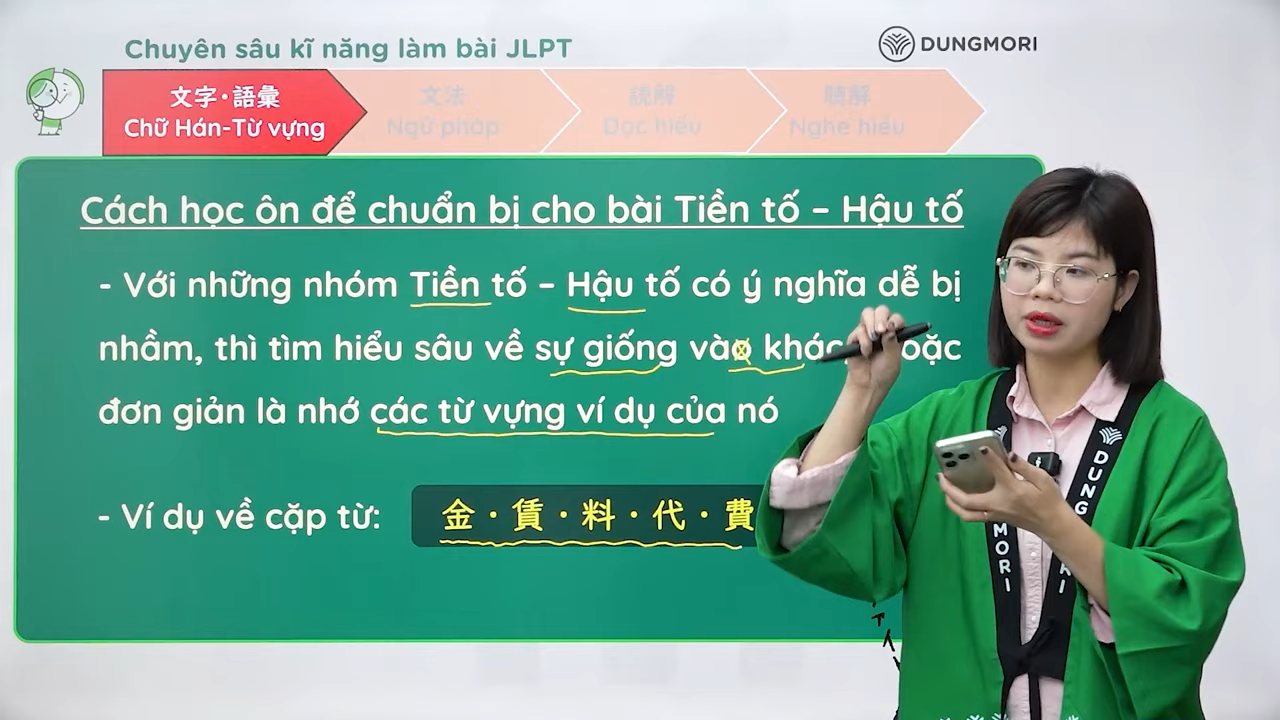 Chuyên sâu kĩ năng làm bài JLPT
DUNGMORI
文字・語彙
Chữ Hán-Từ vựng
文法
Ngữ pháp
読解
Đọc hiểu
聴解
Nghe hiểu
Cách học ôn để chuẩn bị cho bài Tiền tố – Hậu tố
- Với những nhóm Tiền tố – Hậu tố có ý nghĩa dễ bị
nhầm, thì tìm hiểu sâu về sự giống và khác
đơn giản là nhớ các từ vựng ví dụ của nó
- Ví dụ về cặp từ:
金・賃・料・代・費
DUNG
MORI